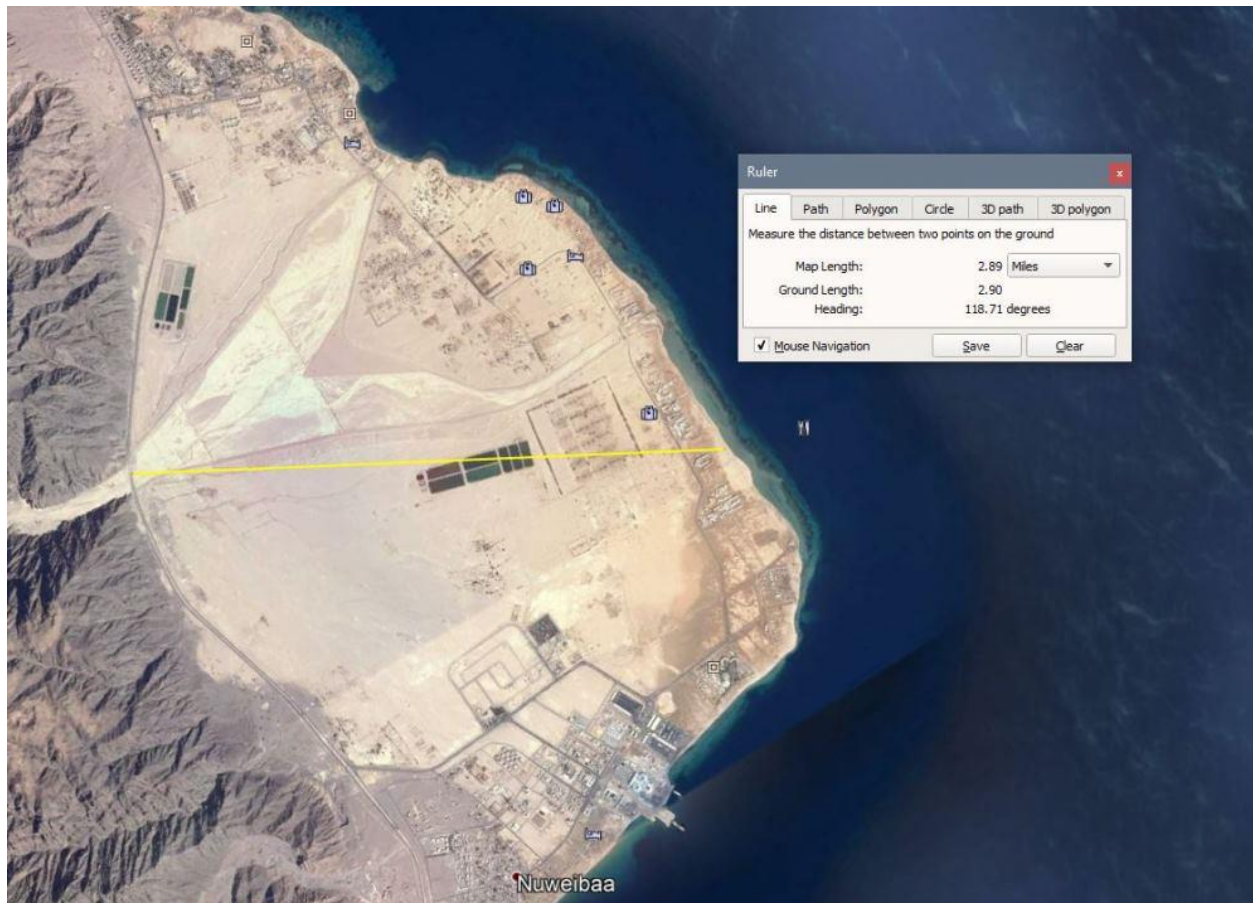 Ruler
Line Path Polygon Circle 3D path 3D polygon
Measure the distance between two points on the ground
Map Length: 2.89 Miles
Ground Length: 2.90
Heading: 118.71 degrees
Mouse Navigation Save Clear
Nuweibaa